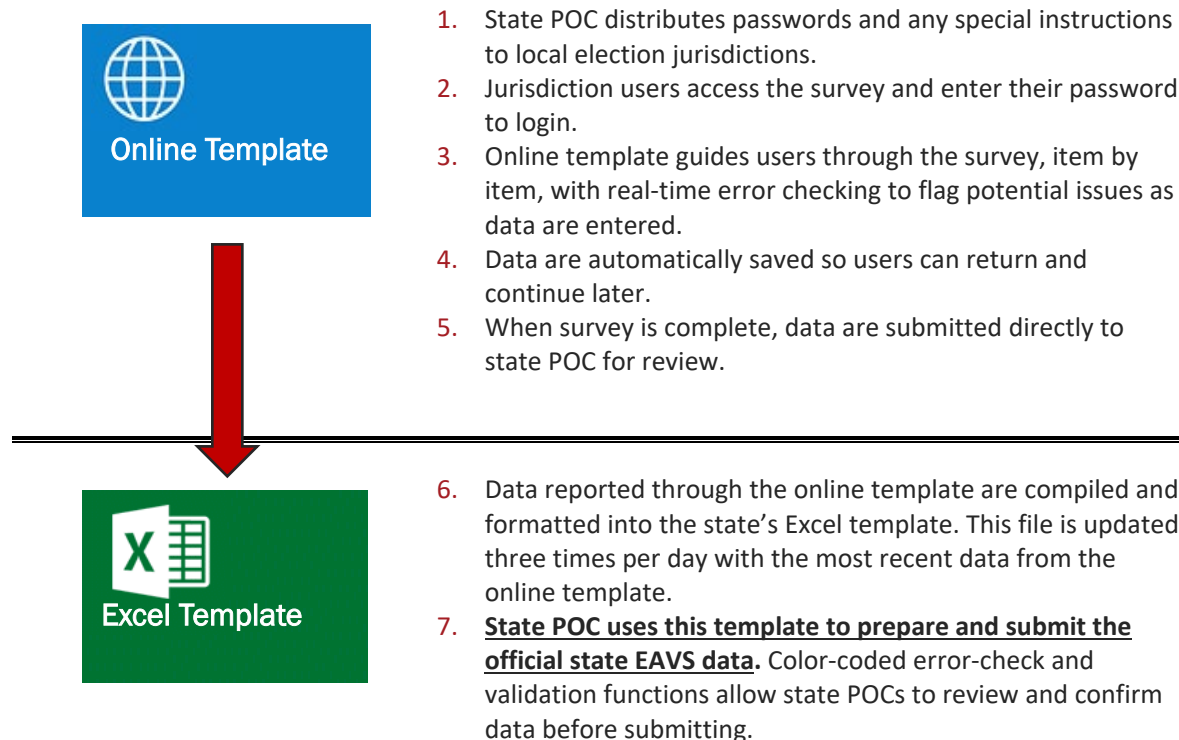 1. State POC distributes passwords and any special instructions
to local election jurisdictions.
2. Jurisdiction users access the survey and enter their password
to login.
Online Template
3. Online template guides users through the survey, item by
item, with real-time error checking to flag potential issues as
data are entered.
4. Data are automatically saved so users can return and
continue later.
5. When survey is complete, data are submitted directly to
state POC for review.
6. Data reported through the online template are compiled and
formatted into the state’s Excel template. This file is updated
three times per day with the most recent data from the
online template.
X
Excel Template
7. State POC uses this template to prepare and submit the
official state EAVS data. Color-coded error-check and
validation functions allow state POCs to review and confirm
data before submitting.